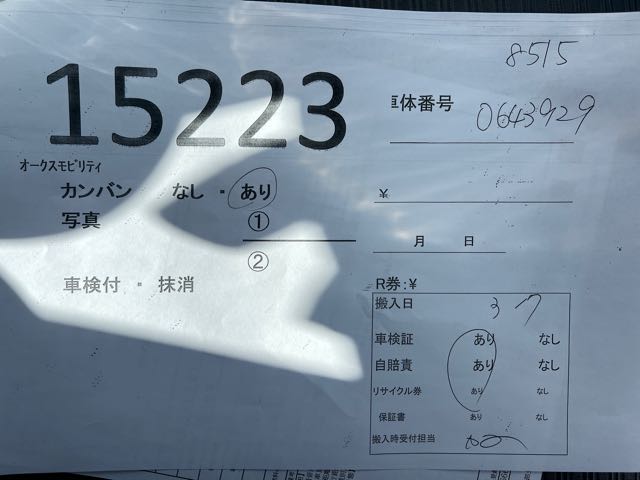 8515
15223
車体番号 0643929
オークスモビリティ
カンバン なし ・ あり
¥
写真 ①
月 日
②
車検付 ・ 抹消
R券:¥
搬入日 3 7
車検証 あり なし
自賠責 あり なし
リサイクル券 あり なし
保証書 あり なし
搬入時受付担当